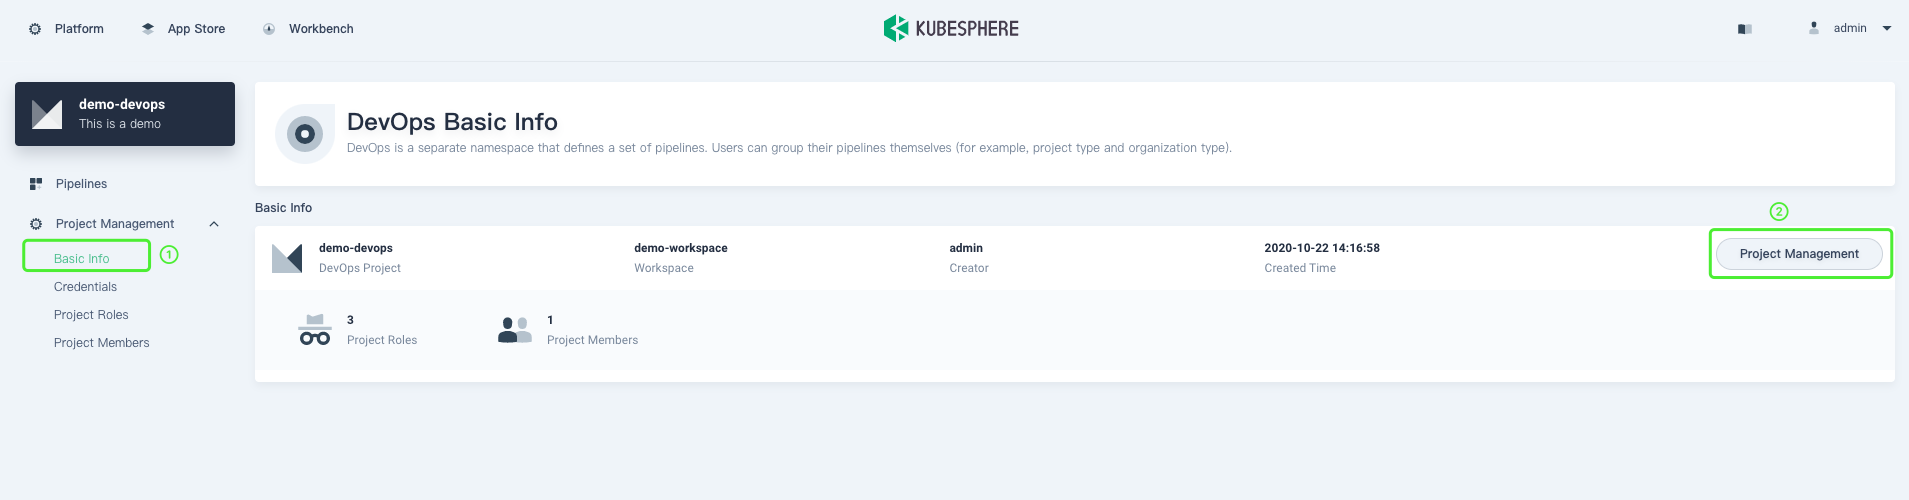 Platform
App Store
Workbench
KUBESPHERE
admin
demo-devops
This is a demo
Pipelines
Project Management
Basic Info
1
Credentials
Project Roles
Project Members
DevOps Basic Info
DevOps is a separate namespace that defines a set of pipelines. Users can group their pipelines themselves (for example, project type and organization type).
Basic Info
2
demo-devops
DevOps Project
demo-workspace
Workspace
admin
Creator
2020-10-22 14:16:58
Created Time
Project Management
3
Project Roles
1
Project Members